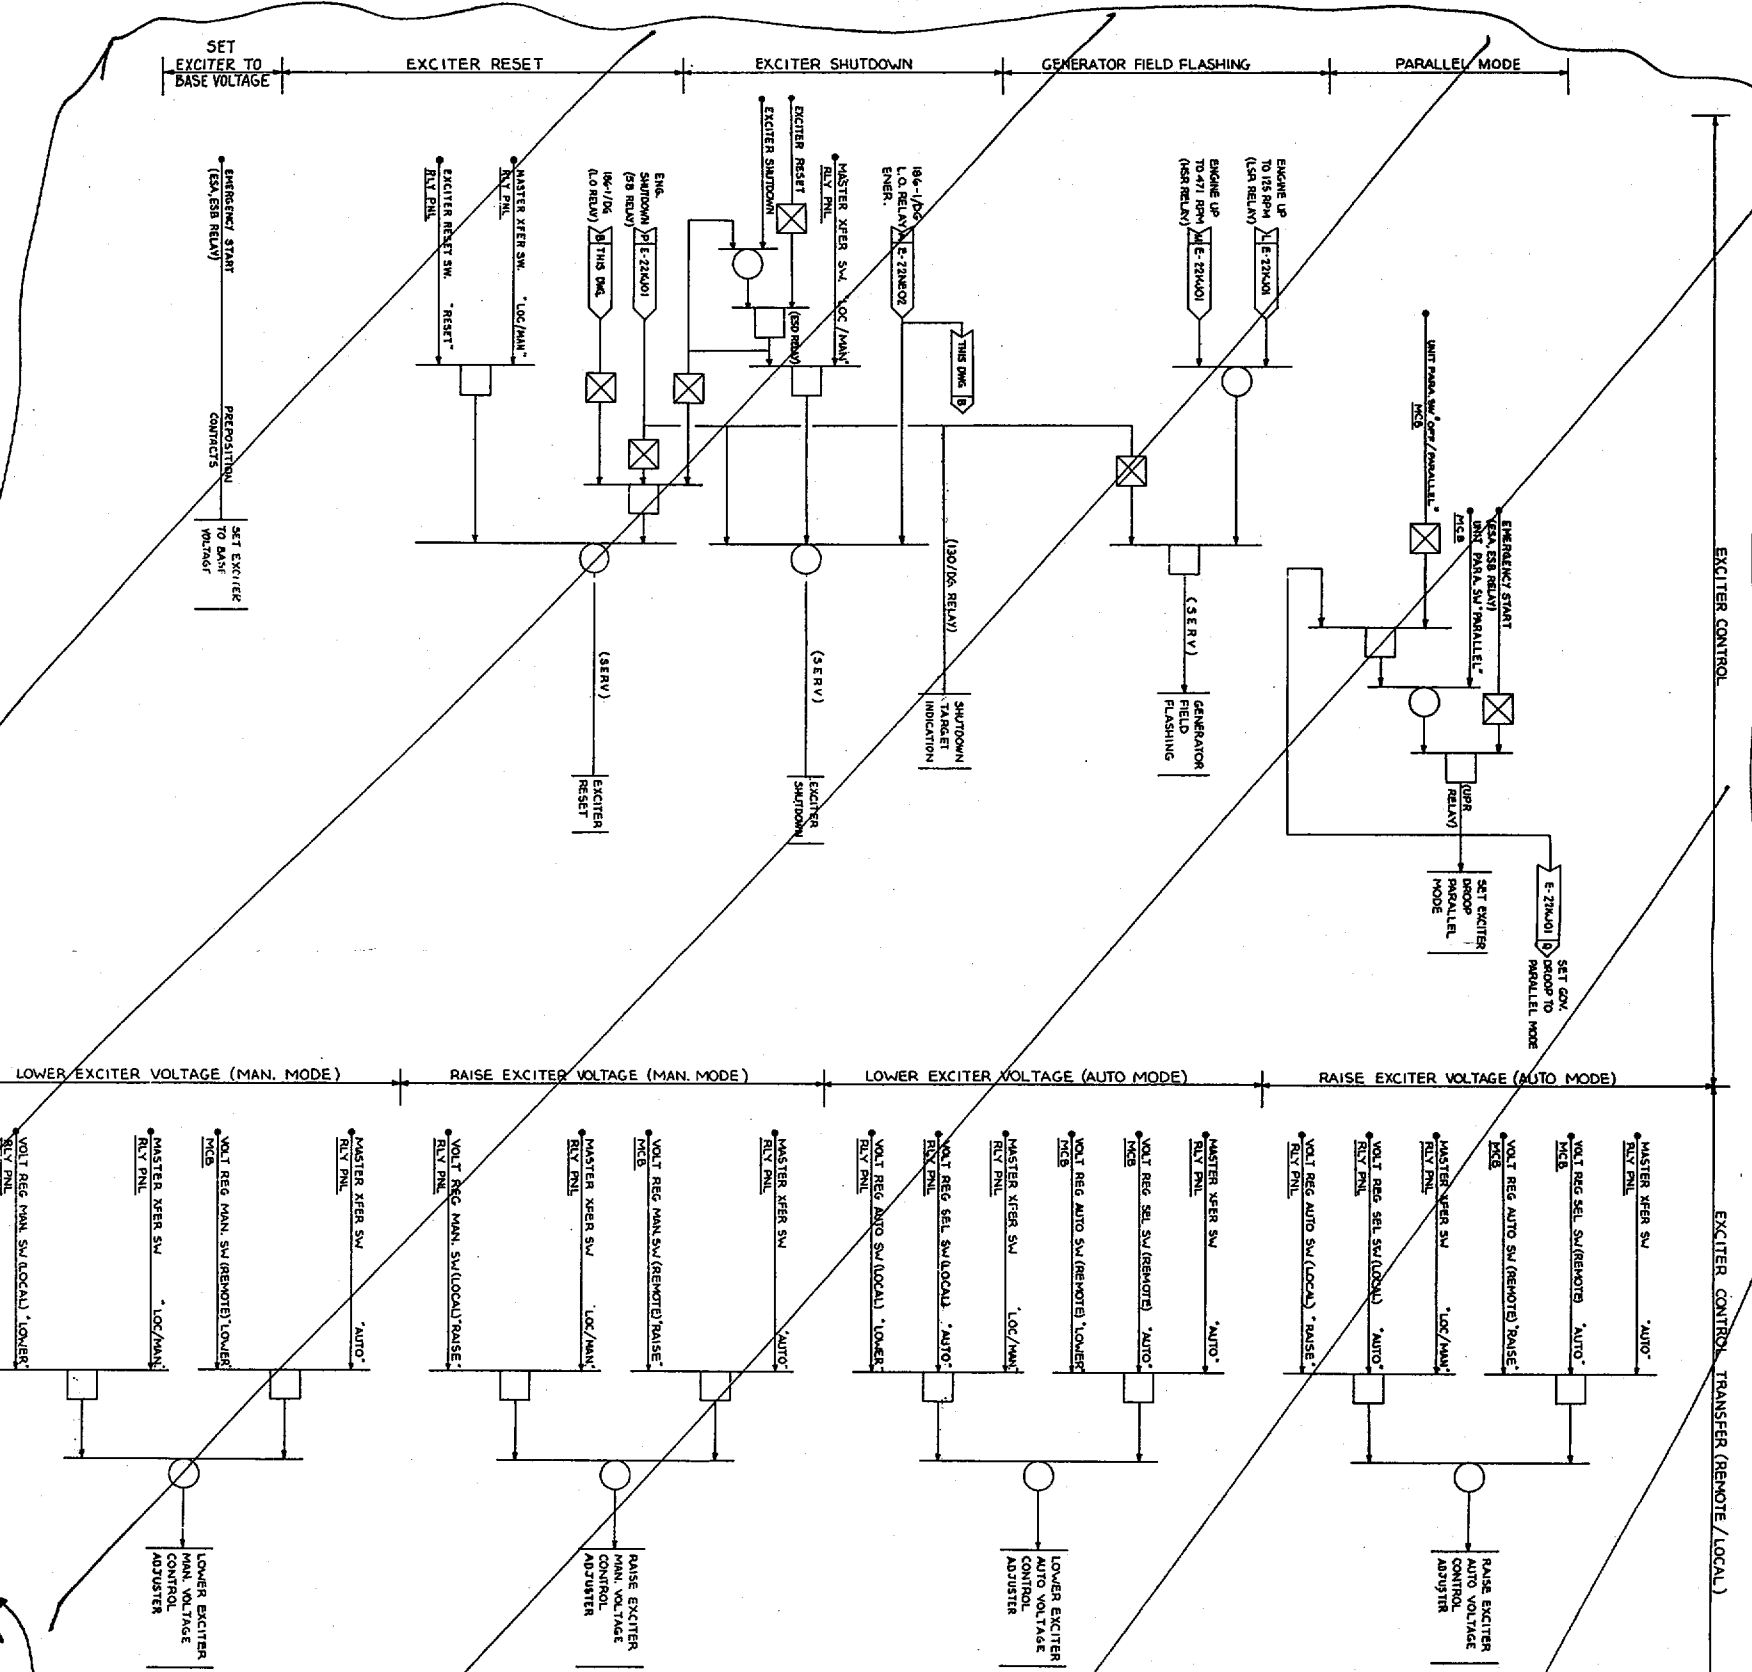 SET
EXCITER TO
BASE VOLTAGE
EXCITER RESET
EXCITER SHUTDOWN
GENERATOR FIELD FLASHING
PARALLEL MODE
EXCITER CONTROL
EMERGENCY START
(ESA, ESB RELAY)
PREPOSITION
CONTACTS
SET EXCITER
TO BASE
VOLTAGE
EXCITER RESET SW. "RESET"
RLY PNL
MASTER XFER SW. "LOC/MAN"
RLY PNL
186-1/DG
(L.O RELAY)
B THIS DWG.
ENG.
SHUTDOWN
(SB RELAY)
P E-22KJ01
(SERV)
EXCITER
RESET
EXCITER SHUTDOWN
EXCITER RESET
(ESD RELAY)
MASTER XFER SW. "LOC/MAN"
RLY PNL
186-1/DG
L.O. RELAY
ENER.
E-22NE02
THIS DWG B
(SERV)
EXCITER
SHUTDOWN
(130/DG RELAY)
SHUTDOWN
TARGET
INDICATION
ENGINE UP
TO 471 RPM
(HSR RELAY)
M E-22KJ01
ENGINE UP
TO 125 RPM
(LSR RELAY)
L E-22KJ01
(SERV)
GENERATOR
FIELD
FLASHING
UNIT PARA. SW "OFF/PARALLEL"
MCB
EMERGENCY START
(ESA, ESB RELAY)
UNIT PARA. SW "PARALLEL"
MCB
(UPR
RELAY)
SET EXCITER
DROOP
PARALLEL
MODE
E-22KJ01 Q
SET GOV.
DROOP TO
PARALLEL MODE
LOWER EXCITER VOLTAGE (MAN. MODE)
RAISE EXCITER VOLTAGE (MAN. MODE)
LOWER EXCITER VOLTAGE (AUTO MODE)
RAISE EXCITER VOLTAGE (AUTO MODE)
EXCITER CONTROL TRANSFER (REMOTE/LOCAL)
VOLT REG MAN. SW (LOCAL) "LOWER"
RLY PNL
MASTER XFER SW "LOC/MAN"
RLY PNL
VOLT REG MAN. SW (REMOTE) "LOWER"
MCB
MASTER XFER SW "AUTO"
RLY PNL
LOWER EXCITER
MAN. VOLTAGE
CONTROL
ADJUSTER
VOLT REG MAN. SW (LOCAL) "RAISE"
RLY PNL
MASTER XFER SW "LOC/MAN"
RLY PNL
VOLT REG MAN. SW (REMOTE) "RAISE"
MCB
MASTER XFER SW "AUTO"
RLY PNL
RAISE EXCITER
MAN. VOLTAGE
CONTROL
ADJUSTER
VOLT REG AUTO SW (LOCAL) "LOWER"
RLY PNL
VOLT REG SEL SW (LOCAL) "AUTO"
RLY PNL
MASTER XFER SW "LOC/MAN"
RLY PNL
VOLT REG AUTO SW (REMOTE) "LOWER"
MCB
VOLT REG SEL SW (REMOTE) "AUTO"
MCB
MASTER XFER SW "AUTO"
RLY PNL
LOWER EXCITER
AUTO VOLTAGE
CONTROL
ADJUSTER
VOLT REG AUTO SW (LOCAL) "RAISE"
RLY PNL
VOLT REG SEL SW (LOCAL) "AUTO"
RLY PNL
MASTER XFER SW "LOC/MAN"
RLY PNL
VOLT REG AUTO SW (REMOTE) "RAISE"
MCB
VOLT REG SEL SW (REMOTE) "AUTO"
MCB
MASTER XFER SW "AUTO"
RLY PNL
RAISE EXCITER
AUTO VOLTAGE
CONTROL
ADJUSTER